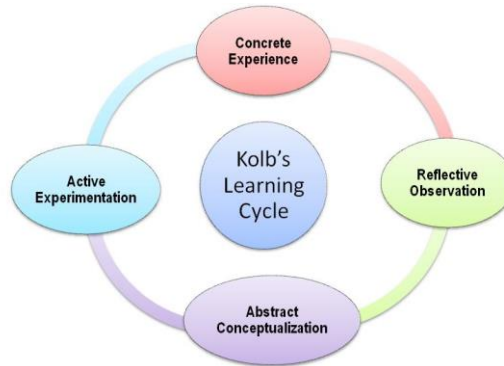 Concrete
Experience
Reflective
Observation
Abstract
Conceptualization
Active
Experimentation
Kolb's
Learning
Cycle